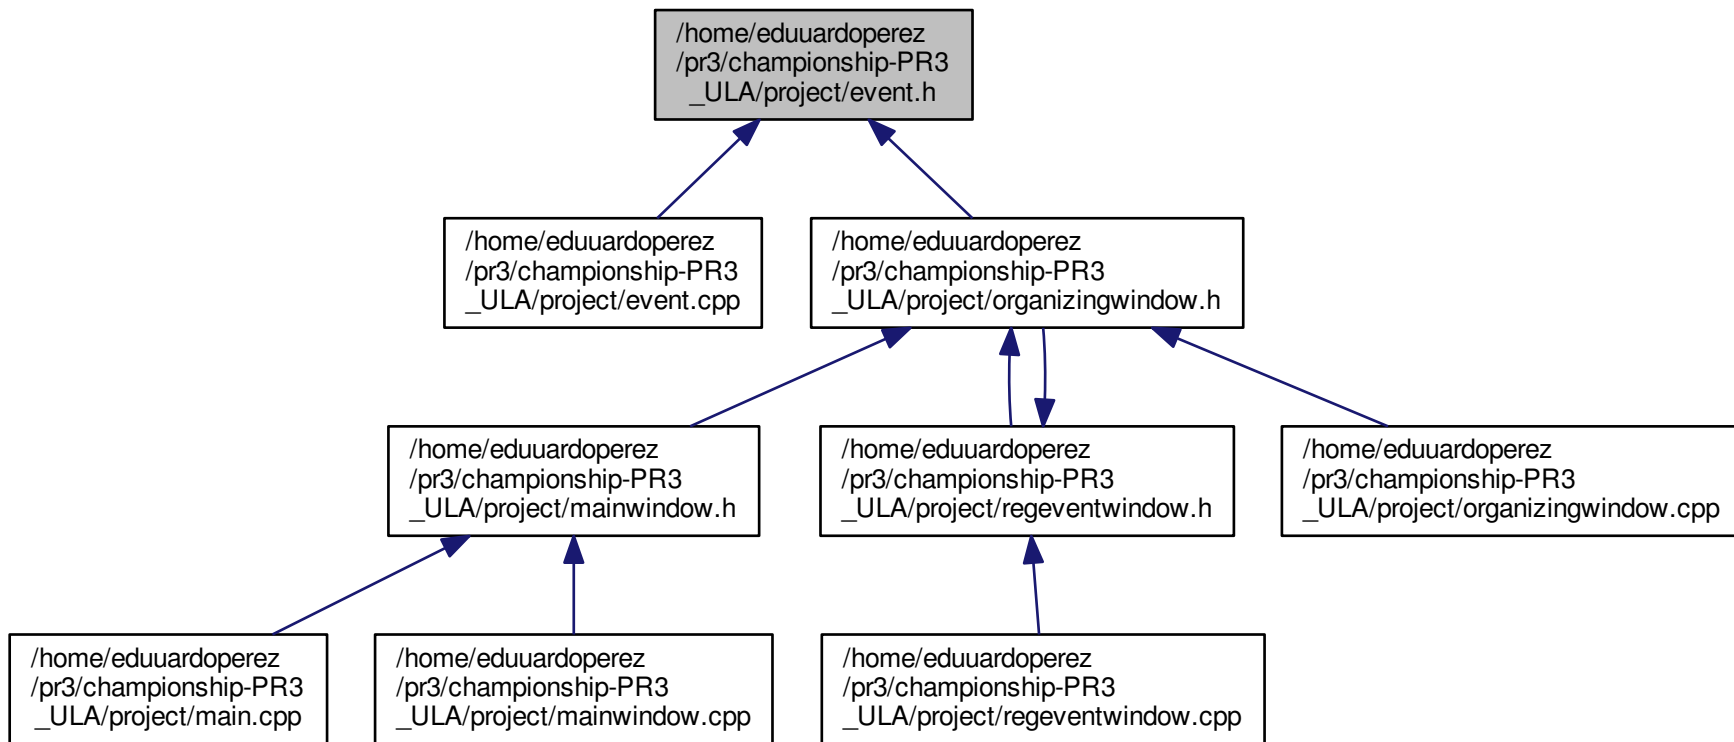 /home/eduuardoperez
/pr3/championship-PR3
_ULA/project/event.h
/home/eduuardoperez
/pr3/championship-PR3
_ULA/project/event.cpp
/home/eduuardoperez
/pr3/championship-PR3
_ULA/project/organizingwindow.h
/home/eduuardoperez
/pr3/championship-PR3
_ULA/project/mainwindow.h
/home/eduuardoperez
/pr3/championship-PR3
_ULA/project/regeventwindow.h
/home/eduuardoperez
/pr3/championship-PR3
_ULA/project/organizingwindow.cpp
/home/eduuardoperez
/pr3/championship-PR3
_ULA/project/main.cpp
/home/eduuardoperez
/pr3/championship-PR3
_ULA/project/mainwindow.cpp
/home/eduuardoperez
/pr3/championship-PR3
_ULA/project/regeventwindow.cpp